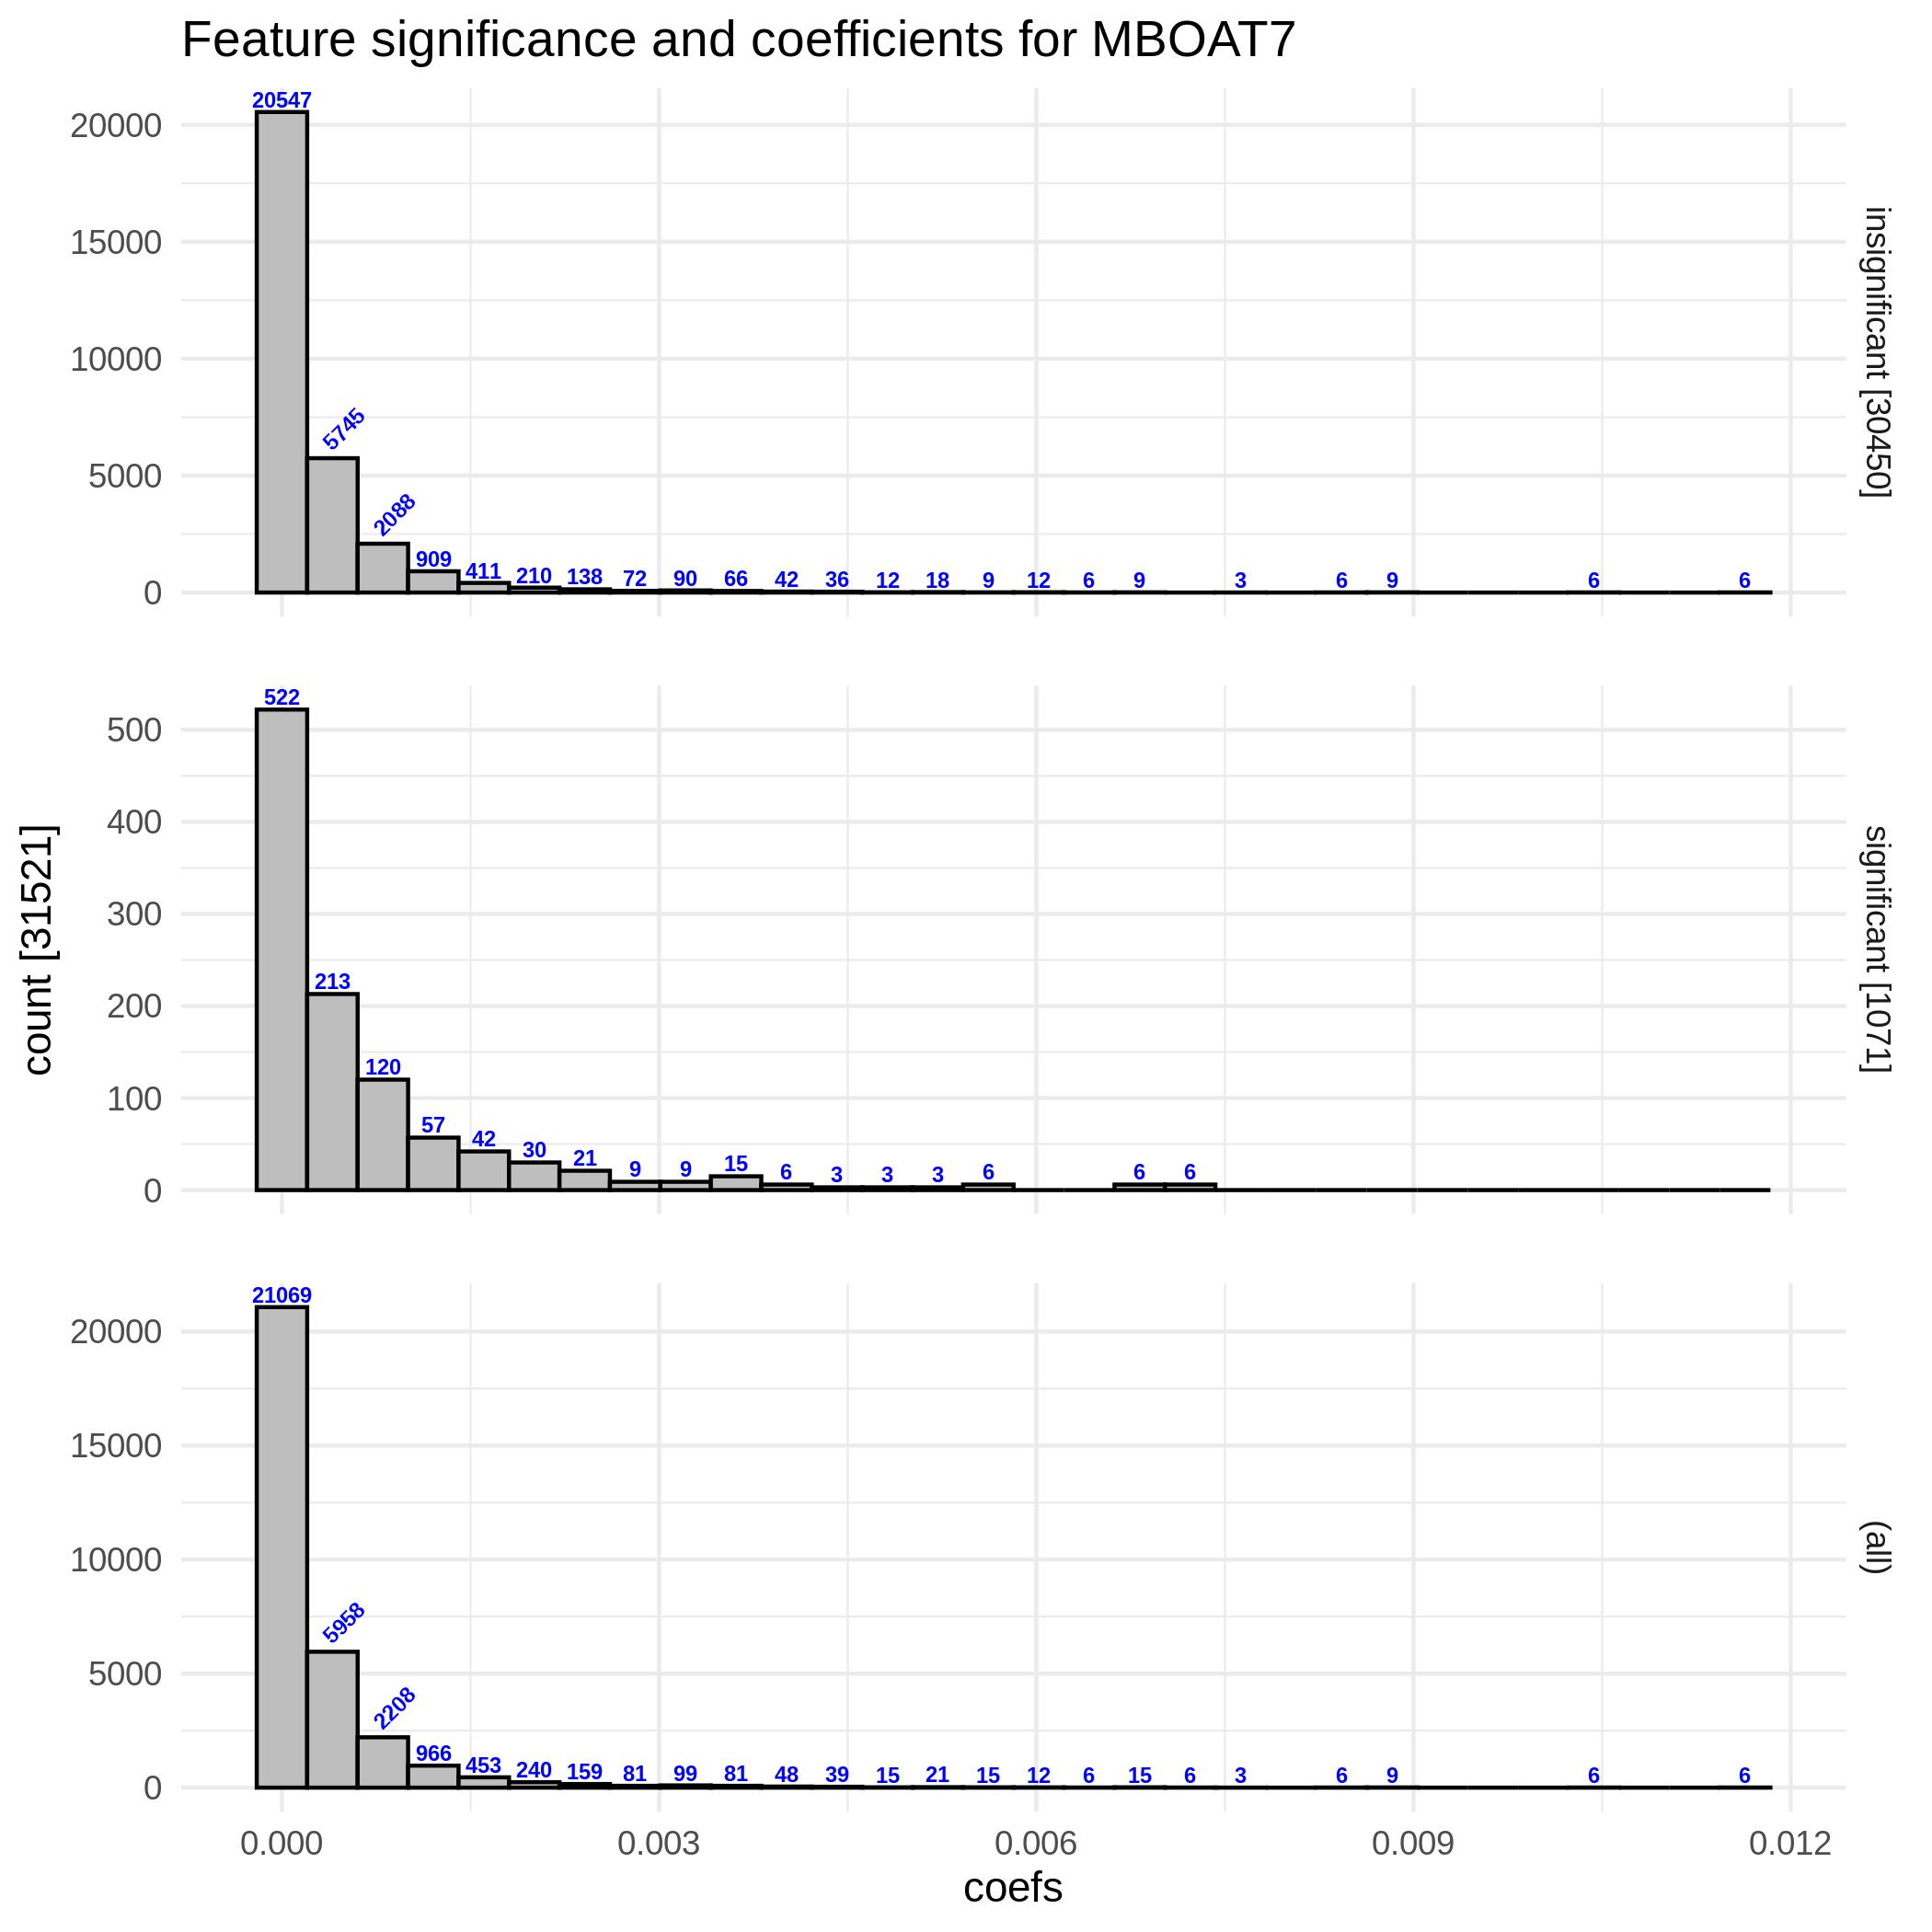 Feature significance and coefficients for MBOAT7
20547
20000
15000
10000
5000
0
5745
2088
909 411 210 138 72 90 66 42 36 12 18 9 12 6 9 3 6 9 6 6
insignificant [30450]
522
500
400
300
200
100
0
213
120
57 42 30 21 9 9 15 6 3 3 3 6 6 6
significant [1071]
count [31521]
21069
20000
15000
10000
5000
0
5958
2208
966 453 240 159 81 99 81 48 39 15 21 15 12 6 15 6 3 6 9 6 6
(all)
0.000 0.003 0.006 0.009 0.012
coefs